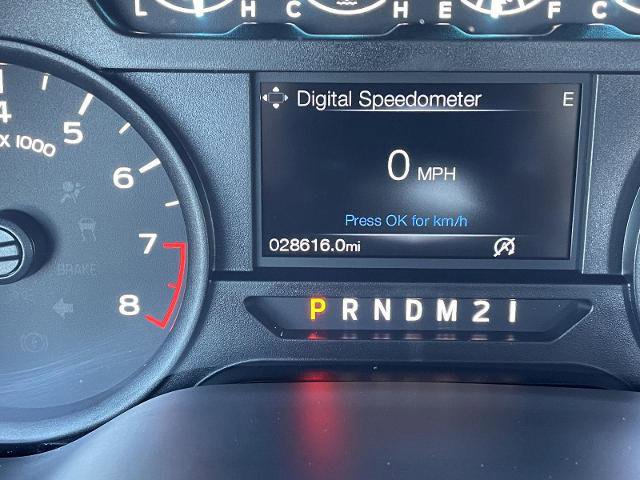 L H C H E F C
Digital Speedometer E
4
5
X 1000
0 MPH
6
Press OK for km/h
7
028616.0mi
BRAKE
8
P R N D M 2 1